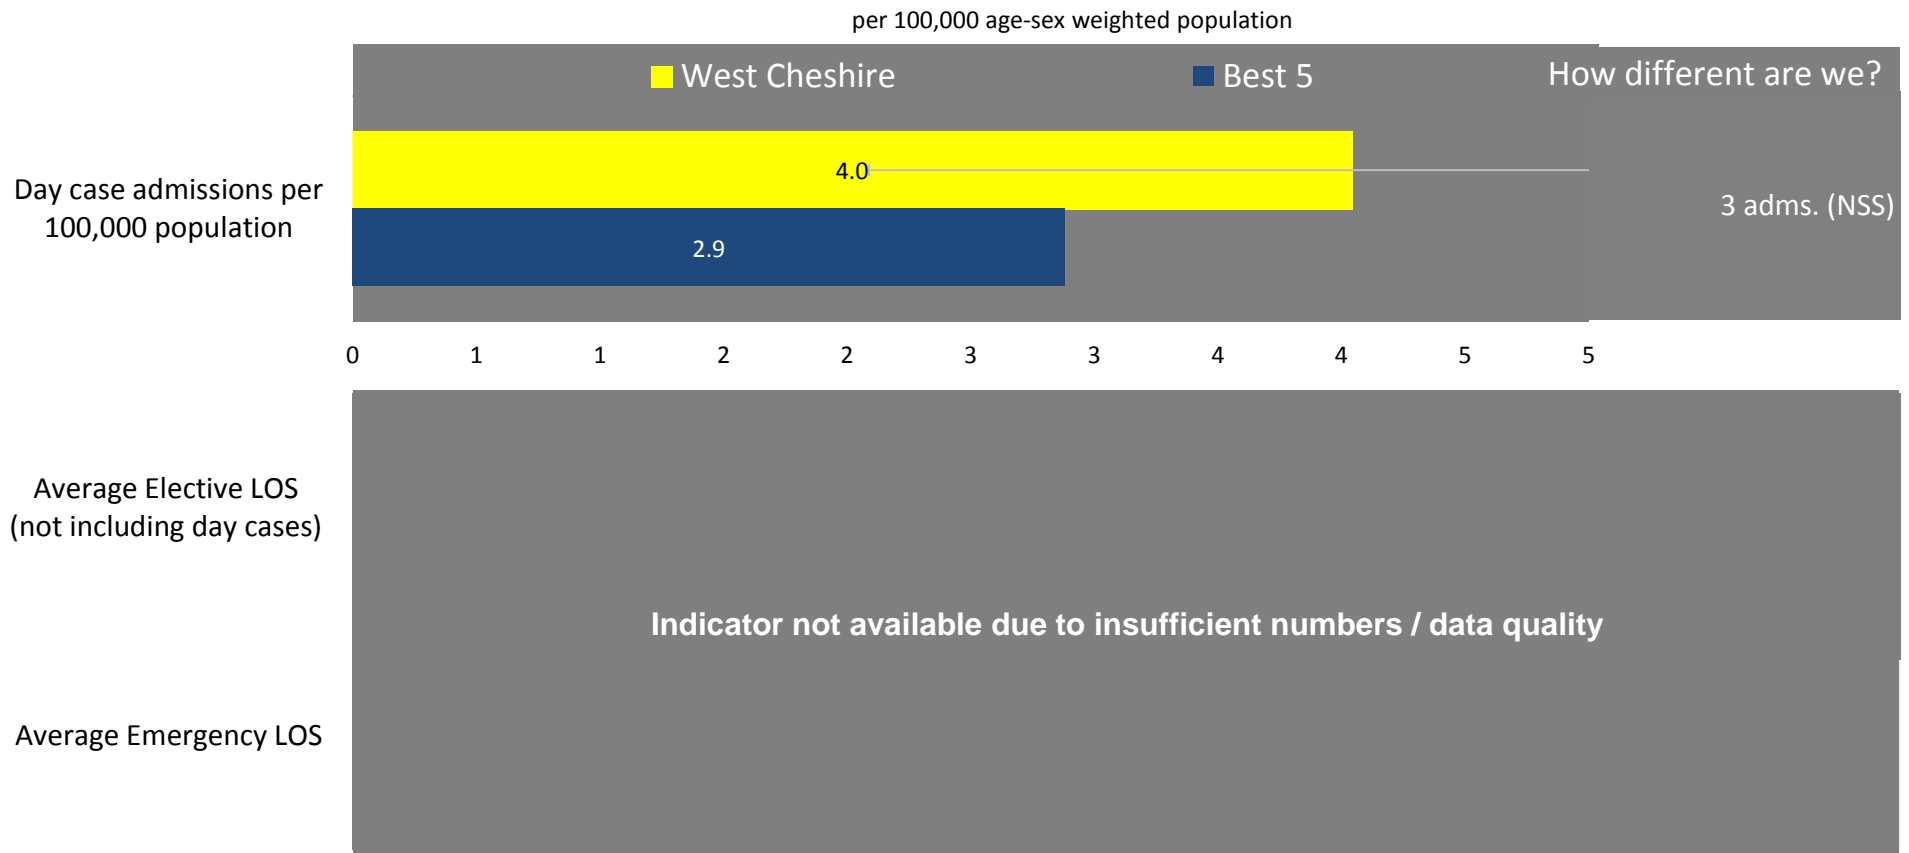 per 100,000 age-sex weighted population
West Cheshire
Best 5
How different are we?
Day case admissions per
100,000 population
4.0
2.9
3 adms. (NSS)
0 1 1 2 2 3 3 4 4 5 5
Average Elective LOS
(not including day cases)
Indicator not available due to insufficient numbers / data quality
Average Emergency LOS